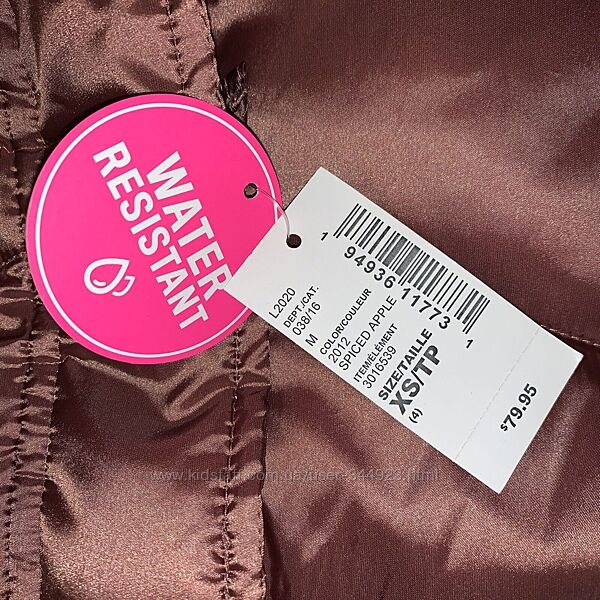 WATER
RESISTANT
1 94936 11773 1
L2020
DEPT./CAT.
038/16
M
COLOR/COULEUR
2012
SPICED APPLE
ITEM/ELÉMENT
3016539
SIZE/TAILLE
XS/TP
(4)
$79.95